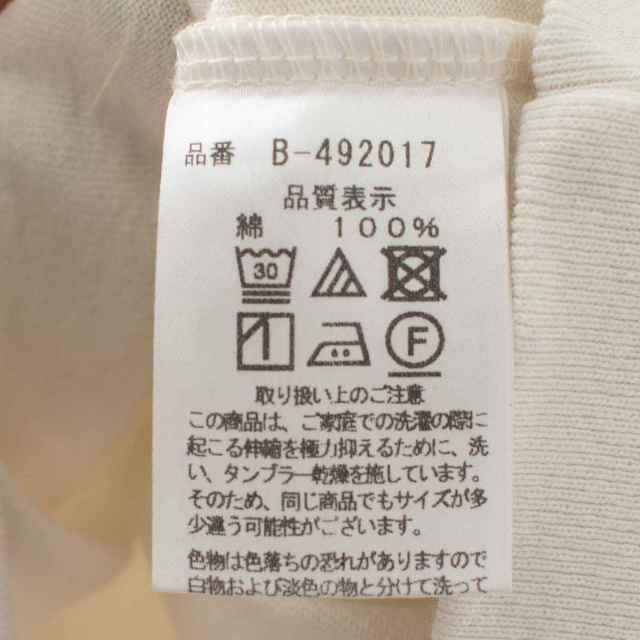 品番 B-492017
品質表示
綿 100%
30
F
取り扱い上のご注意
この商品は、ご家庭での洗濯の際に
起こる伸縮を極力抑えるために、洗
い、タンブラー乾燥を施しています。
そのため、同じ商品でもサイズが多
少違う可能性がございます。
色物は色落ちの恐れがありますので
白物および淡色の物と分けて洗って